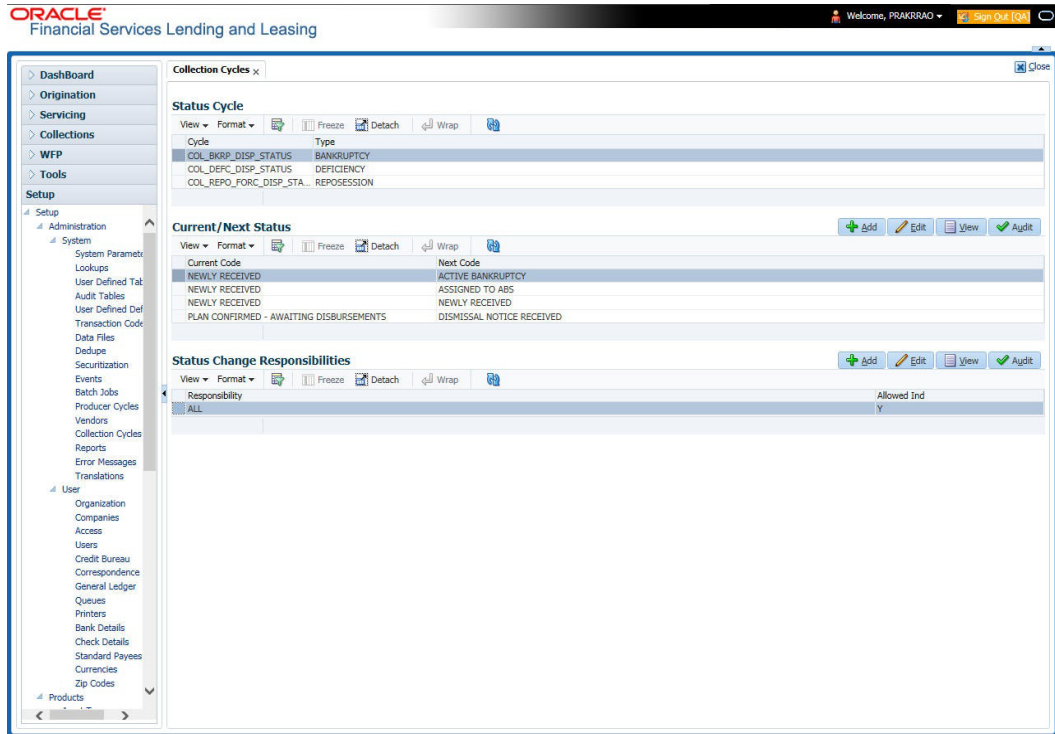 ORACLE®
Financial Services Lending and Leasing
Welcome, PRAKRRAO
Sign Out [QA]
DashBoard
Origination
Servicing
Collections
WFP
Tools
Setup
Setup
Administration
System
System Paramete
Lookups
User Defined Tab
Audit Tables
User Defined Def
Transaction Code
Data Files
Dedupe
Securitization
Events
Batch Jobs
Producer Cycles
Vendors
Collection Cycles
Reports
Error Messages
Translations
User
Organization
Companies
Access
Users
Credit Bureau
Correspondence
General Ledger
Queues
Printers
Bank Details
Check Details
Standard Payees
Currencies
Zip Codes
Products
Collection Cycles
Close
Status Cycle
View Format Freeze Detach Wrap
Cycle Type
COL_BKRP_DISP_STATUS BANKRUPTCY
COL_DEFC_DISP_STATUS DEFICIENCY
COL_REPO_FORC_DISP_STA... REPOSESSION
Current/Next Status
Add Edit View Audit
View Format Freeze Detach Wrap
Current Code Next Code
NEWLY RECEIVED ACTIVE BANKRUPTCY
NEWLY RECEIVED ASSIGNED TO ABS
NEWLY RECEIVED NEWLY RECEIVED
PLAN CONFIRMED - AWAITING DISBURSEMENTS DISMISSAL NOTICE RECEIVED
Status Change Responsibilities
Add Edit View Audit
View Format Freeze Detach Wrap
Responsibility Allowed Ind
ALL Y